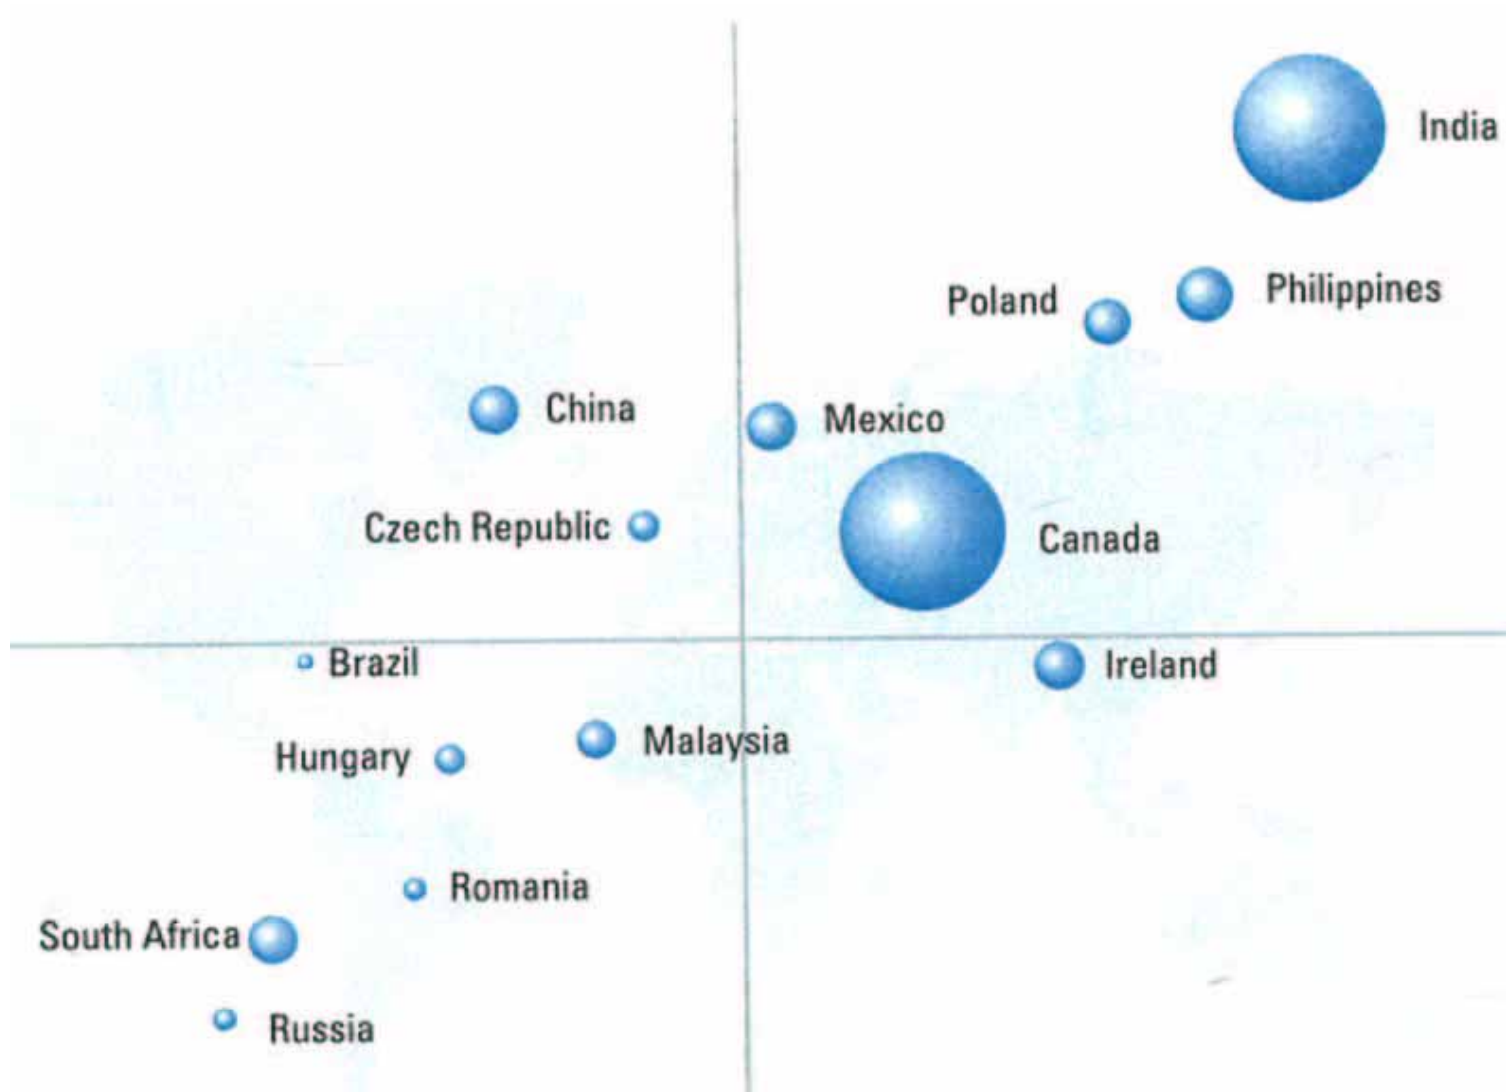 India
Philippines
Poland
China
Mexico
Czech Republic
Canada
Brazil
Ireland
Malaysia
Hungary
Romania
South Africa
Russia